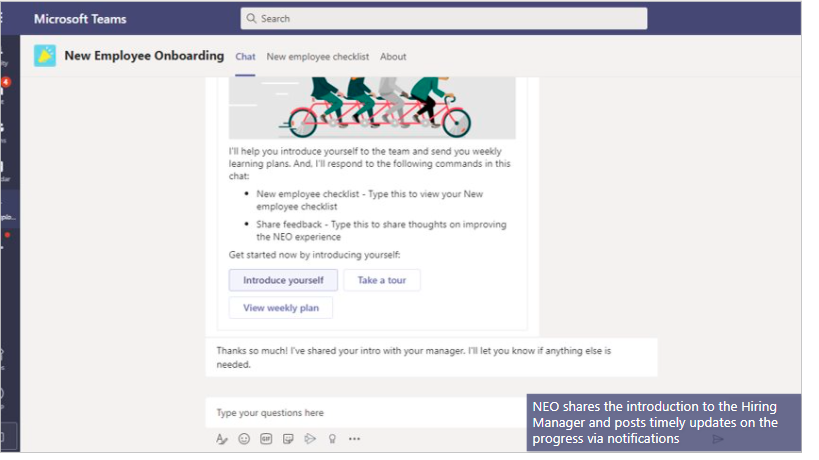 Microsoft Teams
Search
New Employee Onboarding Chat New employee checklist About
4
I'll help you introduce yourself to the team and send you weekly
learning plans. And, I'll respond to the following commands in this
chat:
• New employee checklist - Type this to view your New
employee checklist
• Share feedback - Type this to share thoughts on improving
the NEO experience
Get started now by introducing yourself:
Introduce yourself Take a tour
View weekly plan
Thanks so much! I've shared your intro with your manager. I'll let you know if anything else is
needed.
Type your questions here
GIF
NEO shares the introduction to the Hiring
Manager and posts timely updates on the
progress via notifications